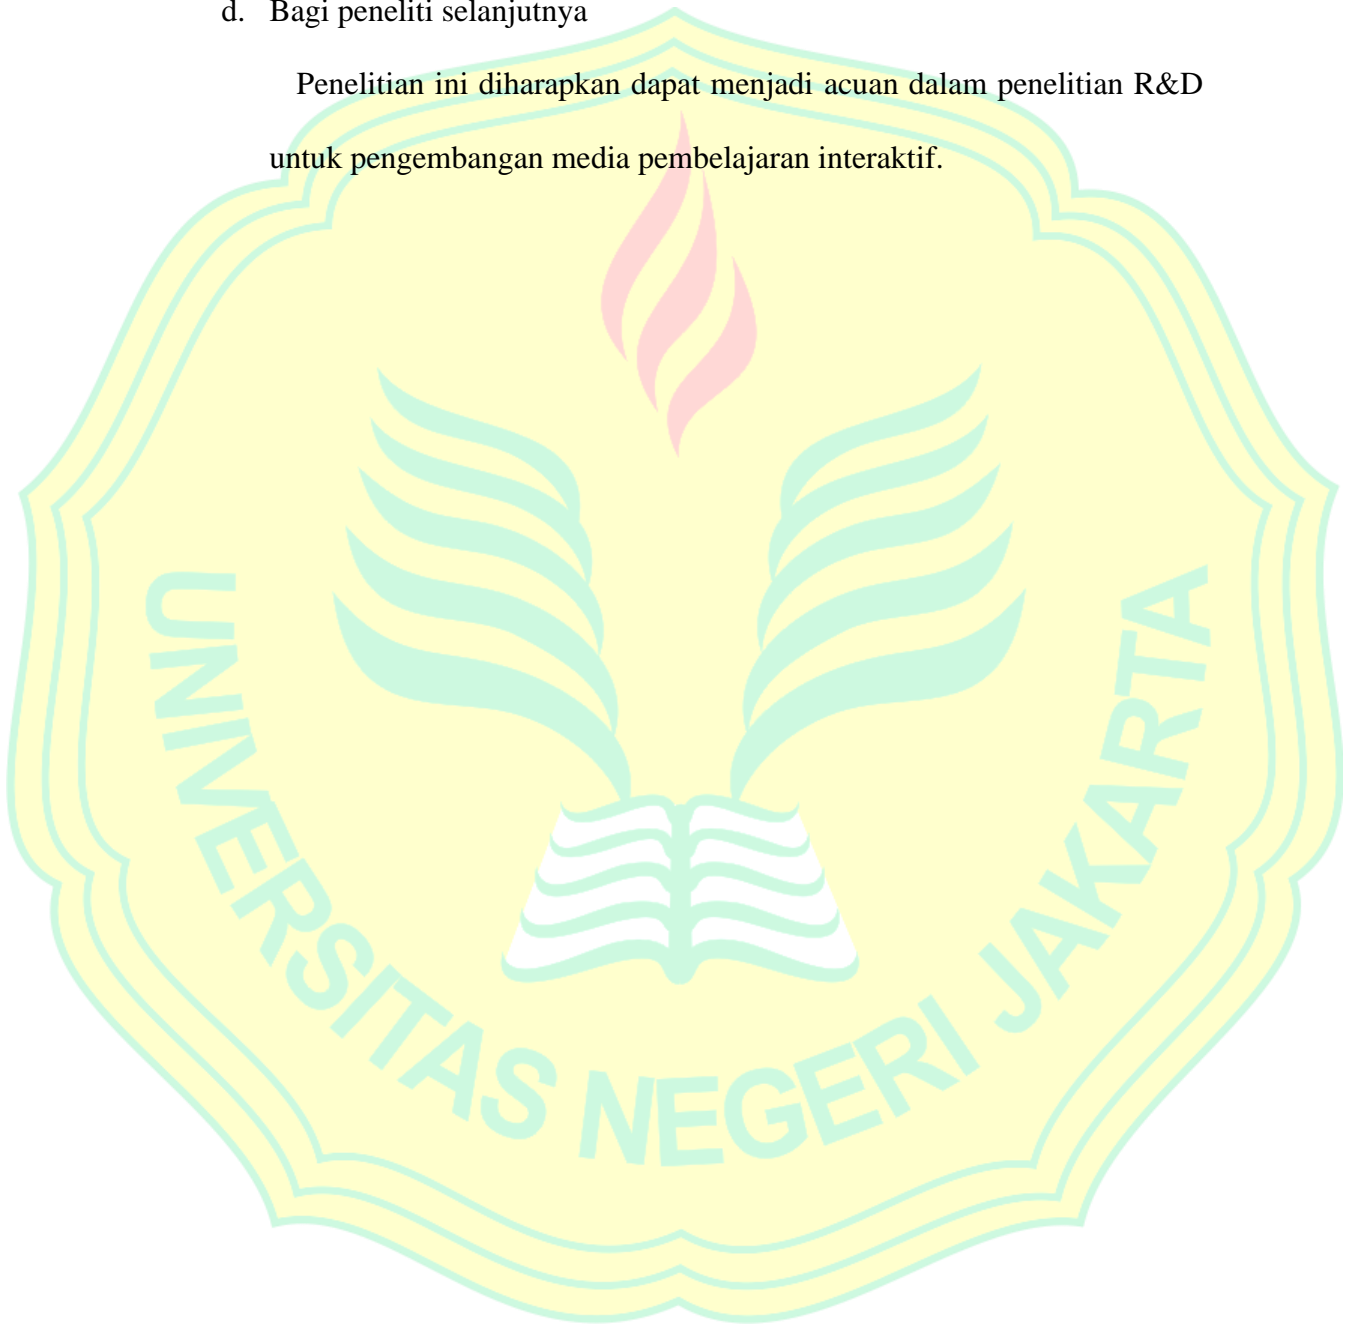 d. Bagi peneliti selanjutnya
Penelitian ini diharapkan dapat menjadi acuan dalam penelitian R&D
untuk pengembangan media pembelajaran interaktif.
UNIVERSITAS NEGERI JAKARTA